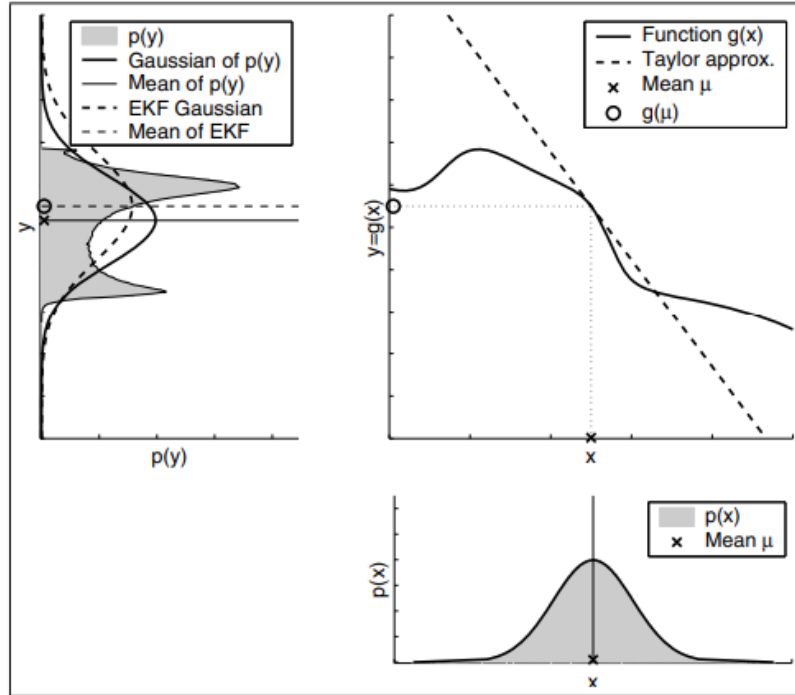 p(y)
Gaussian of p(y)
Mean of p(y)
EKF Gaussian
Mean of EKF
y
p(y)
Function g(x)
Taylor approx.
Mean μ
g(μ)
y=g(x)
x
p(x)
Mean μ
p(x)
x